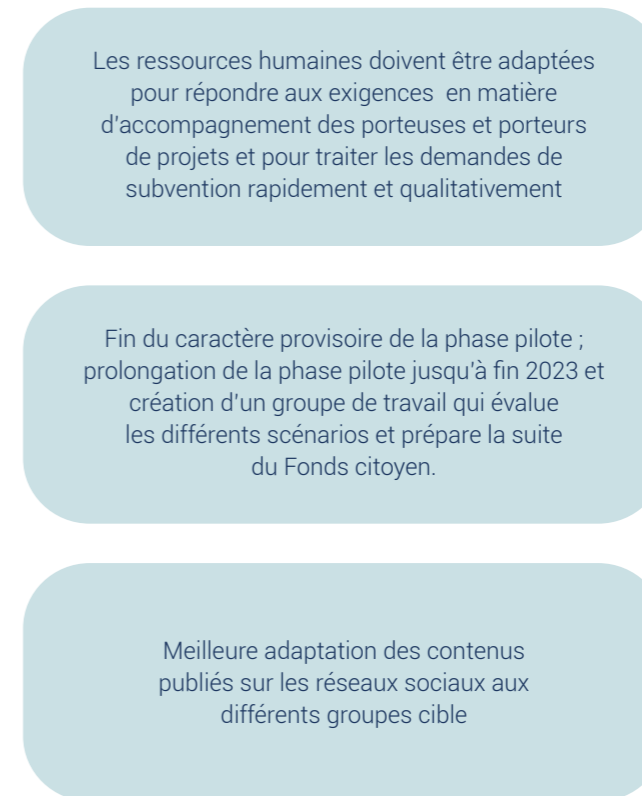 Les ressources humaines doivent être adaptées
pour répondre aux exigences en matière
d'accompagnement des porteuses et porteurs
de projets et pour traiter les demandes de
subvention rapidement et qualitativement
Fin du caractère provisoire de la phase pilote ;
prolongation de la phase pilote jusqu'à fin 2023 et
création d'un groupe de travail qui évalue
les différents scénarios et prépare la suite
du Fonds citoyen.
Meilleure adaptation des contenus
publiés sur les réseaux sociaux aux
différents groupes cible